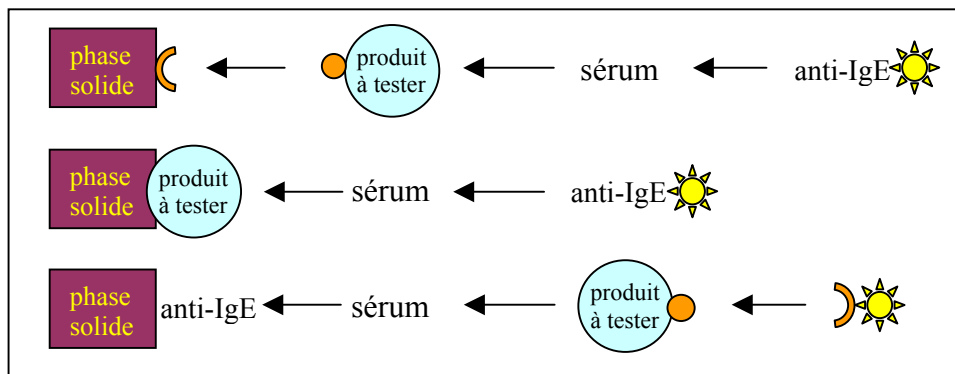 phase
solide
produit
à tester
sérum
anti-IgE
phase
solide
produit
à tester
sérum
anti-IgE
phase
solide
anti-IgE
sérum
produit
à tester